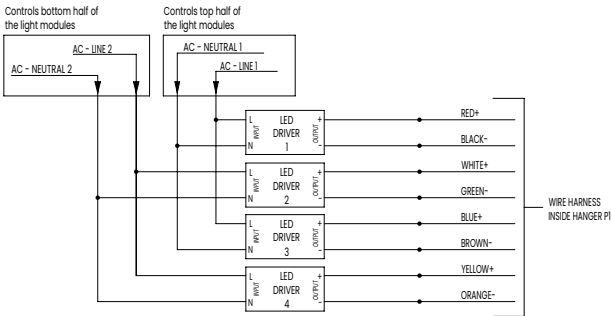 Controls bottom half of
the light modules
Controls top half of
the light modules
AC - LINE 2
AC - NEUTRAL 2
AC - NEUTRAL 1
AC - LINE 1
L
N
INPUT
LED
DRIVER
1
OUTPUT
+
-
RED+
BLACK-
L
N
INPUT
LED
DRIVER
2
OUTPUT
+
-
WHITE+
GREEN-
WIRE HARNESS
INSIDE HANGER P1
L
N
INPUT
LED
DRIVER
3
OUTPUT
+
-
BLUE+
BROWN-
L
N
INPUT
LED
DRIVER
4
OUTPUT
+
-
YELLOW+
ORANGE-